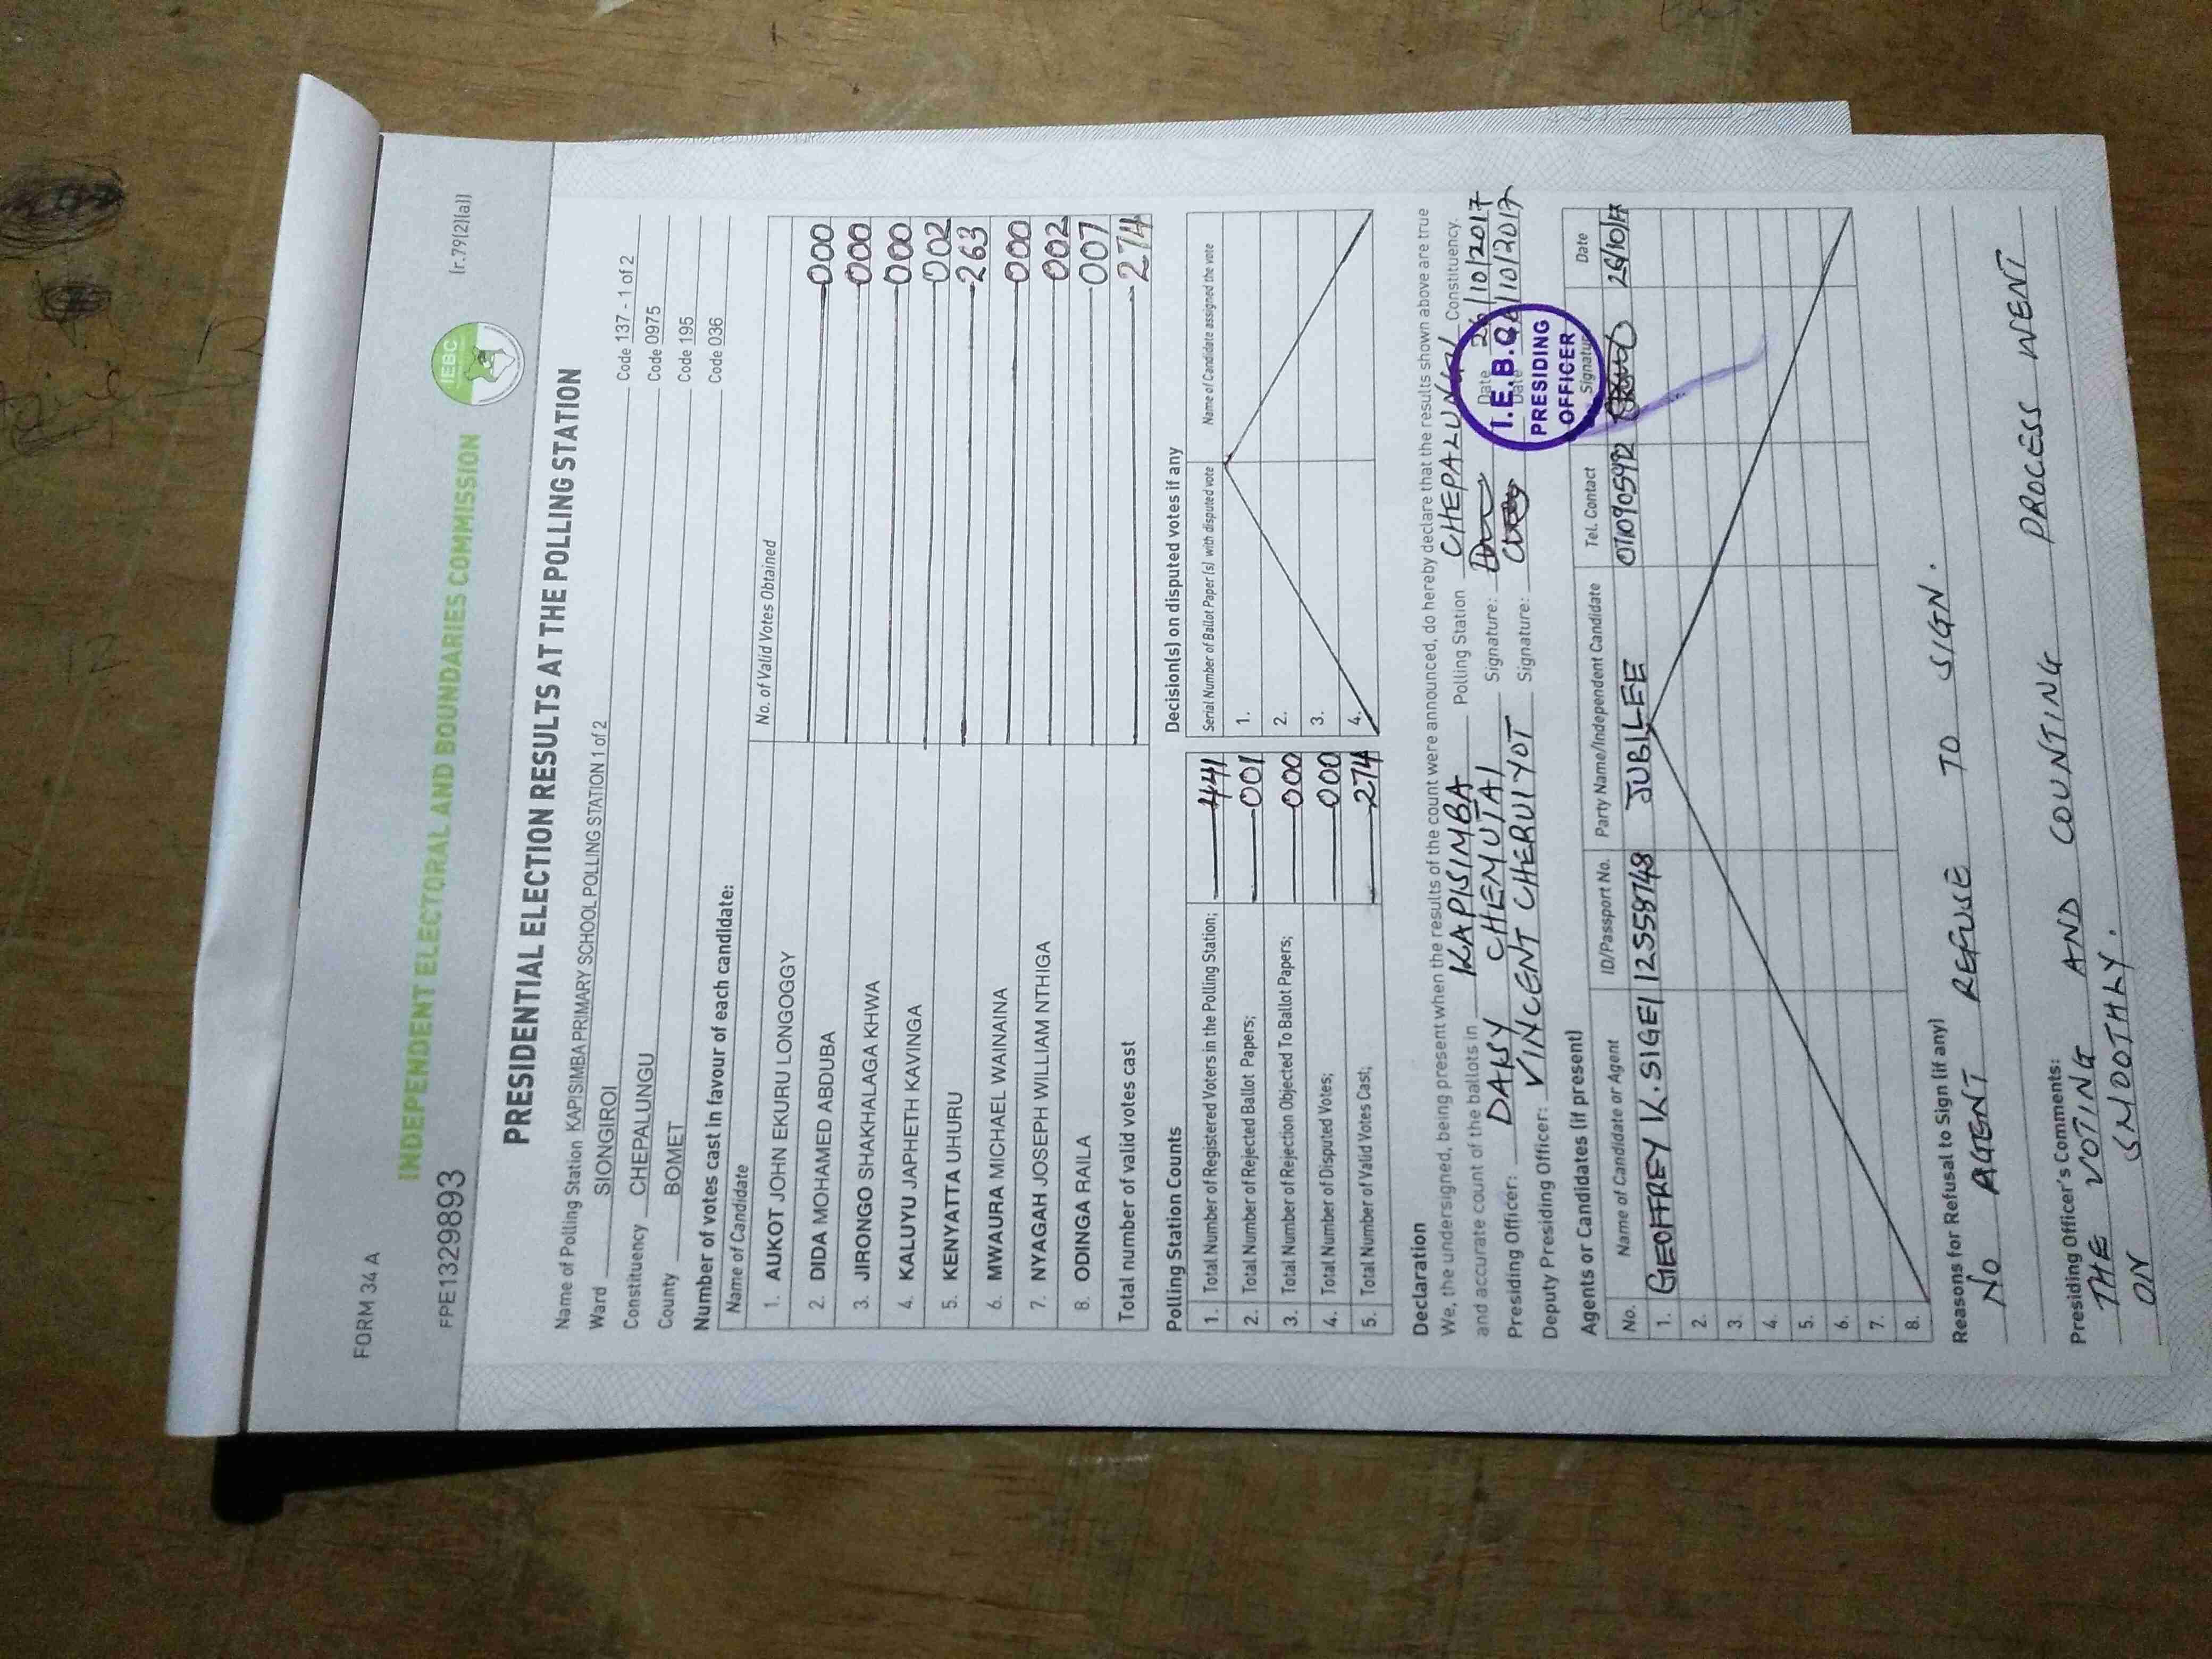 FORM 34 A
INDEPENDENT ELECTORAL AND BOUNDARIES COMMISSION IEBC (r.79(2)(a))
FPE1329893
PRESIDENTIAL ELECTION RESULTS AT THE POLLING STATION
Name of Polling Station KAPISIMBA PRIMARY SCHOOL POLLING STATION 1 of 2 Code 137 - 1 of 2
Ward SIONGIROI Code 0975
Constituency CHEPALUNGU Code 195
County BOMET Code 036
Number of votes cast in favour of each candidate:
Name of Candidate No. of Valid Votes Obtained
1. AUKOT JOHN EKURU LONGOGGY 000
2. DIDA MOHAMED ABDUBA 000
3. JIRONGO SHAKHALAGA KHWA 000
4. KALUYU JAPHETH KAVINGA 002
5. KENYATTA UHURU 263
6. MWAURA MICHAEL WAINAINA 000
7. NYAGAH JOSEPH WILLIAM NTHIGA 002
8. ODINGA RAILA 007
Total number of valid votes cast 274
Polling Station Counts
1. Total Number of Registered Voters in the Polling Station; 441
2. Total Number of Rejected Ballot Papers; 001
3. Total Number of Rejection Objected To Ballot Papers; 000
4. Total Number of Disputed Votes; 000
5. Total Number of Valid Votes Cast; 274
Decision(s) on disputed votes if any
Serial Number of Ballot Paper (s) with disputed vote Name of Candidate assigned the vote
1.
2.
3.
4.
Declaration
We, the undersigned, being present when the results of the count were announced, do hereby declare that the results shown above are true
and accurate count of the ballots in KAPISIMBA Polling Station CHEPALUNGU Constituency.
Presiding Officer: DAISY CHEMUTAI Signature: Date 26/10/2017
Deputy Presiding Officer: VINCENT CHERUIYOT Signature: Date 26/10/2017
I.E.B.C
PRESIDING
OFFICER
Agents or Candidates (if present)
No. Name of Candidate or Agent ID/Passport No. Party Name/Independent Candidate Tel. Contact Signature Date
1. GEOFFREY K. SIGEI 12558748 JUBILEE 0710905912 26/10/17
2.
3.
4.
5.
6.
7.
8.
Reasons for Refusal to Sign (if any)
NO AGENT REFUSE TO SIGN.
Presiding Officer's Comments:
THE VOTING AND COUNTING PROCESS WENT
ON SMOOTHLY.